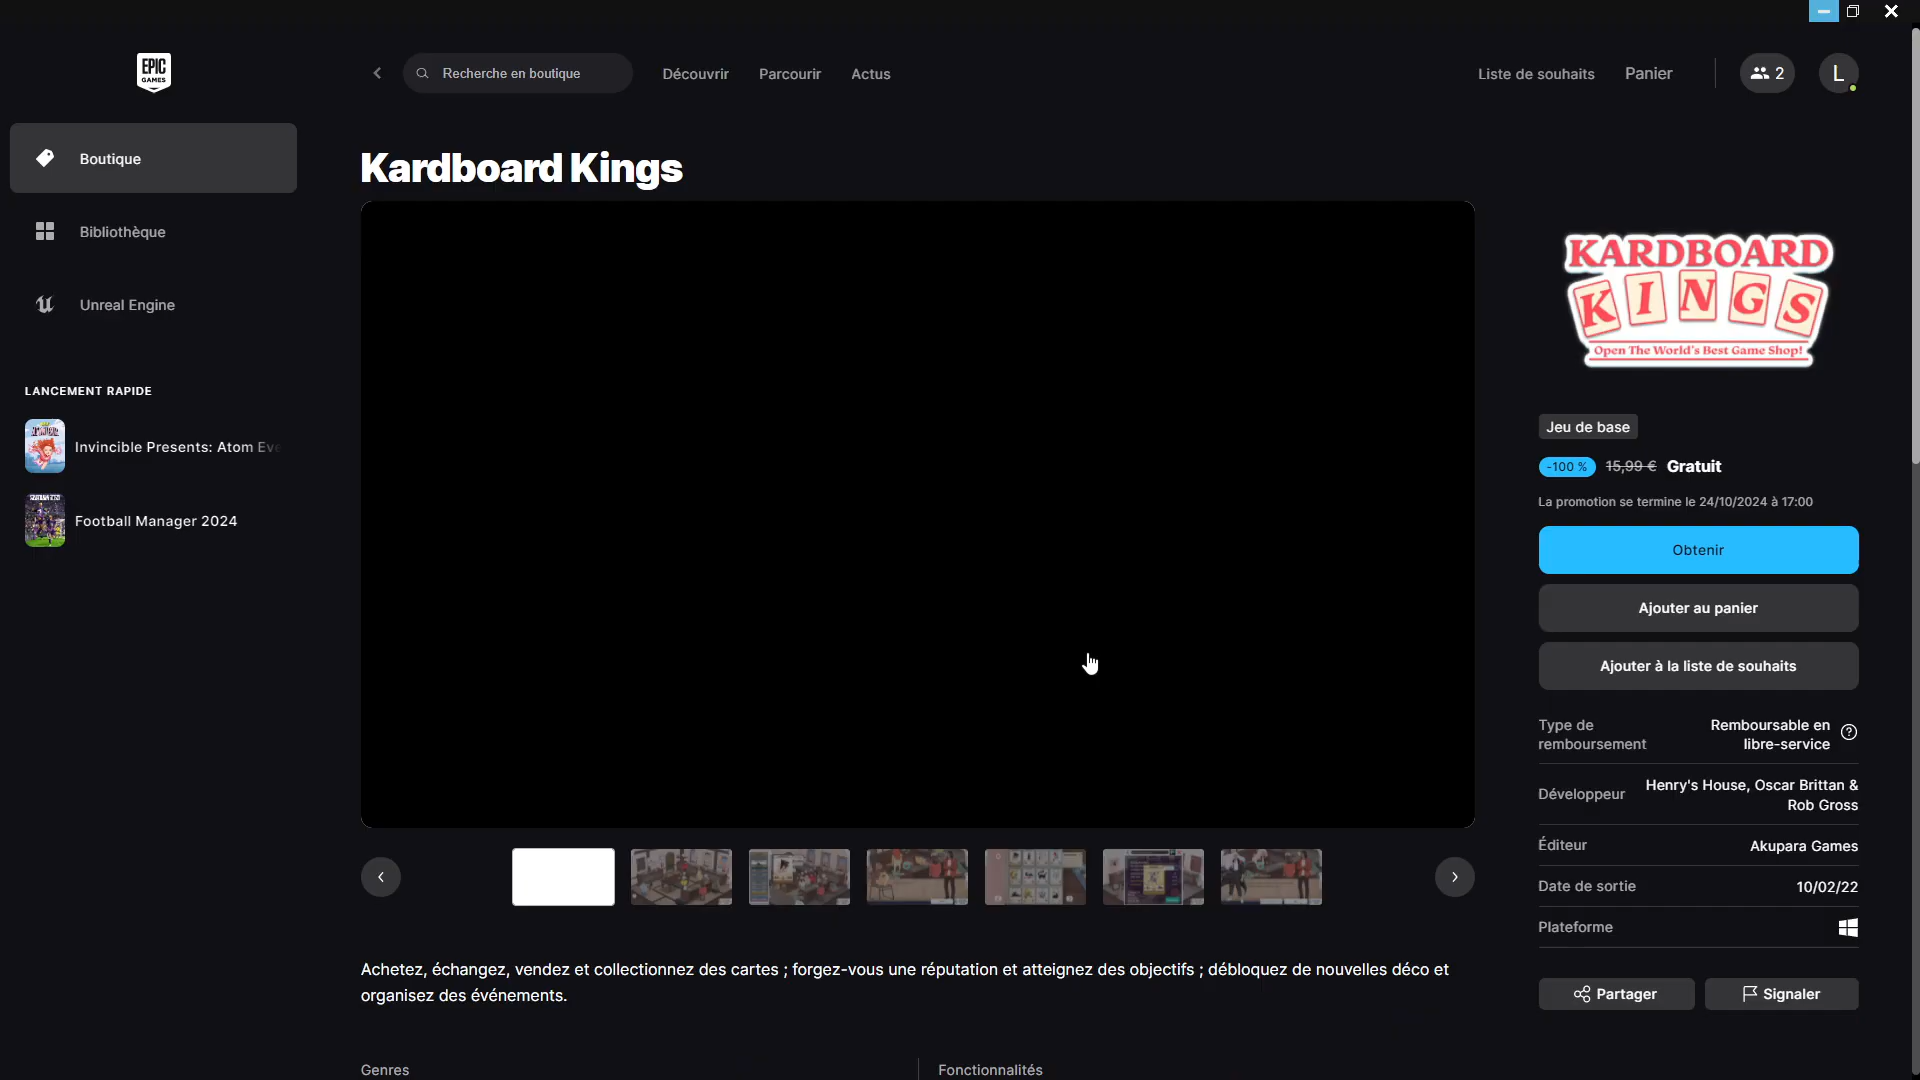 EPIC
GAMES
Recherche en boutique
Découvrir
Parcourir
Actus
Liste de souhaits
Panier
2
L
Boutique
Bibliothèque
Unreal Engine
LANCEMENT RAPIDE
Invincible Presents: Atom Eve
Football Manager 2024
Kardboard Kings
KARDBOARD
KINGS
Open The World's Best Game Shop!
Jeu de base
-100 % 15,99 € Gratuit
La promotion se termine le 24/10/2024 à 17:00
Obtenir
Ajouter au panier
Ajouter à la liste de souhaits
Type de
remboursement
Remboursable en
libre-service
Développeur
Henry's House, Oscar Brittan &
Rob Gross
Éditeur
Akupara Games
Date de sortie
10/02/22
Plateforme
Partager
Signaler
Achetez, échangez, vendez et collectionnez des cartes ; forgez-vous une réputation et atteignez des objectifs ; débloquez de nouvelles déco et
organisez des événements.
Genres
Fonctionnalités